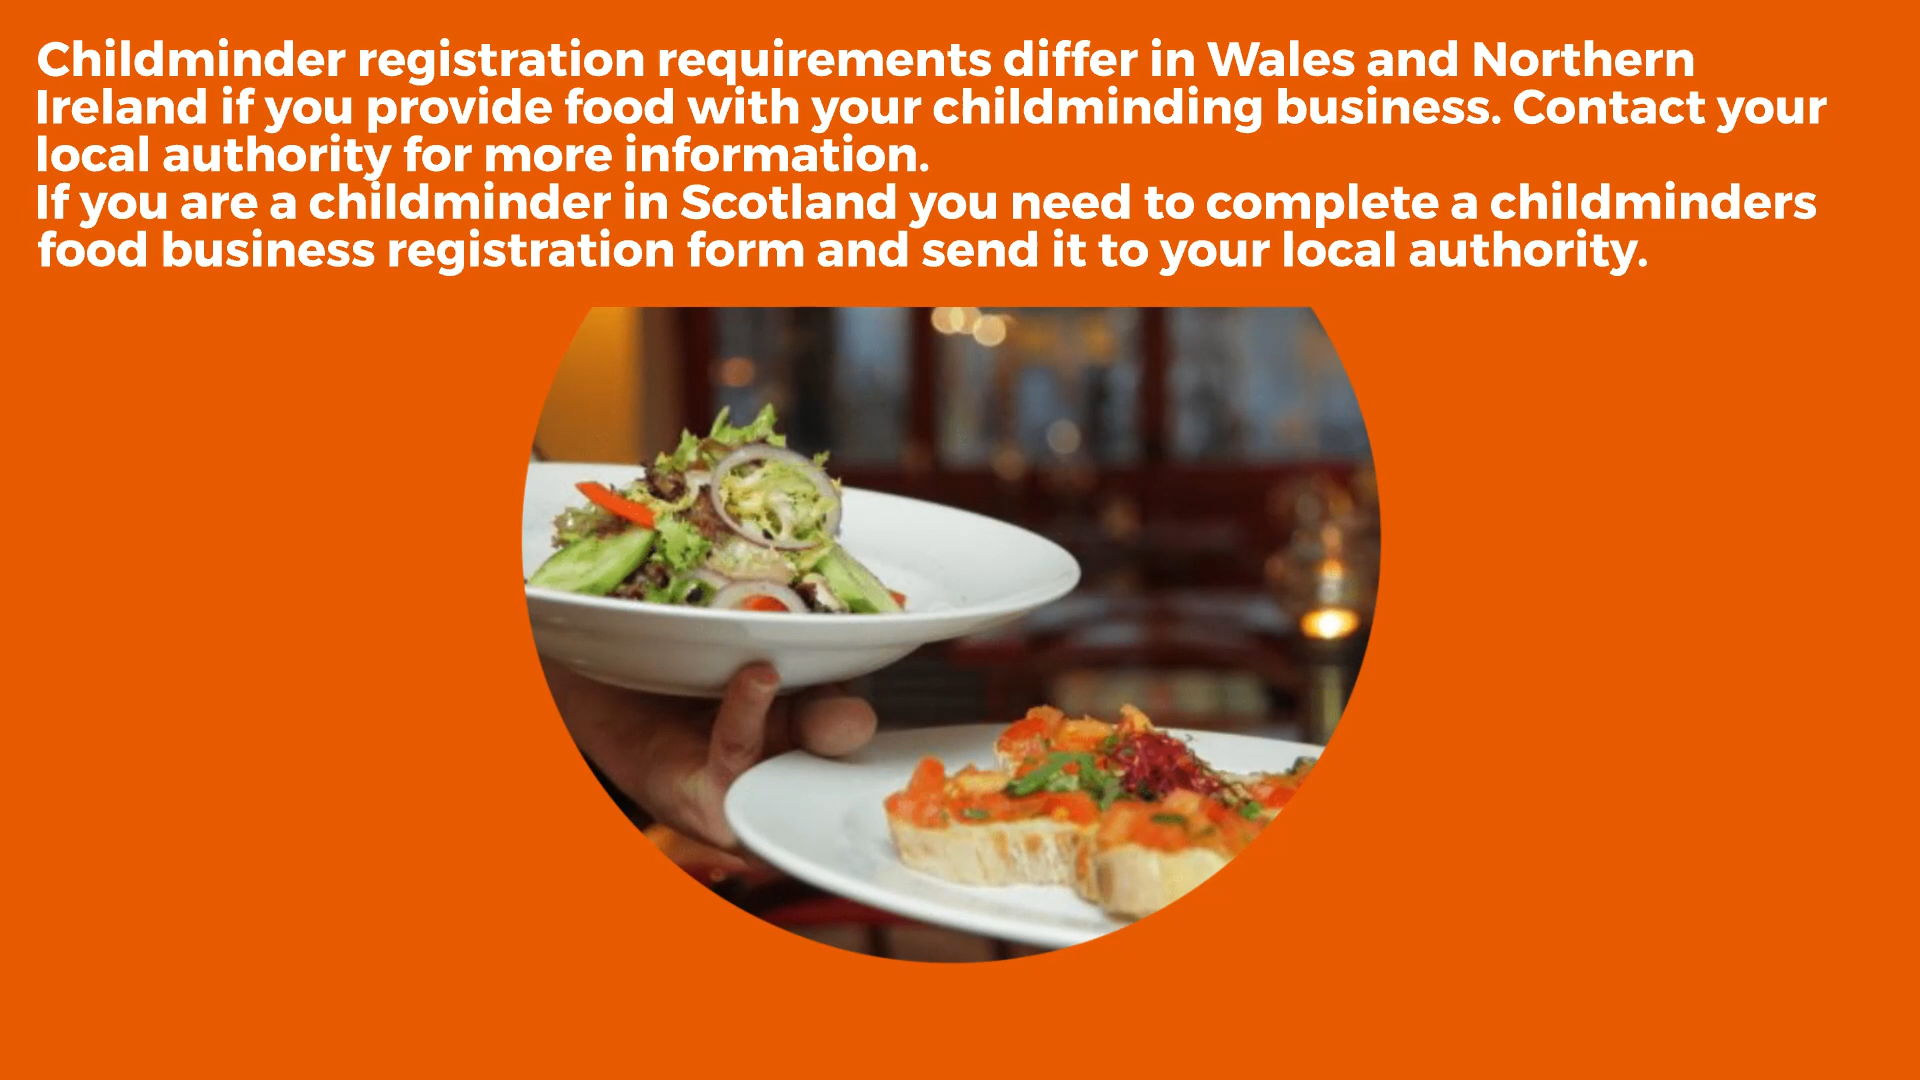 Childminder registration requirements differ in Wales and Northern
Ireland if you provide food with your childminding business. Contact your
local authority for more information.
If you are a childminder in Scotland you need to complete a childminders
food business registration form and send it to your local authority.